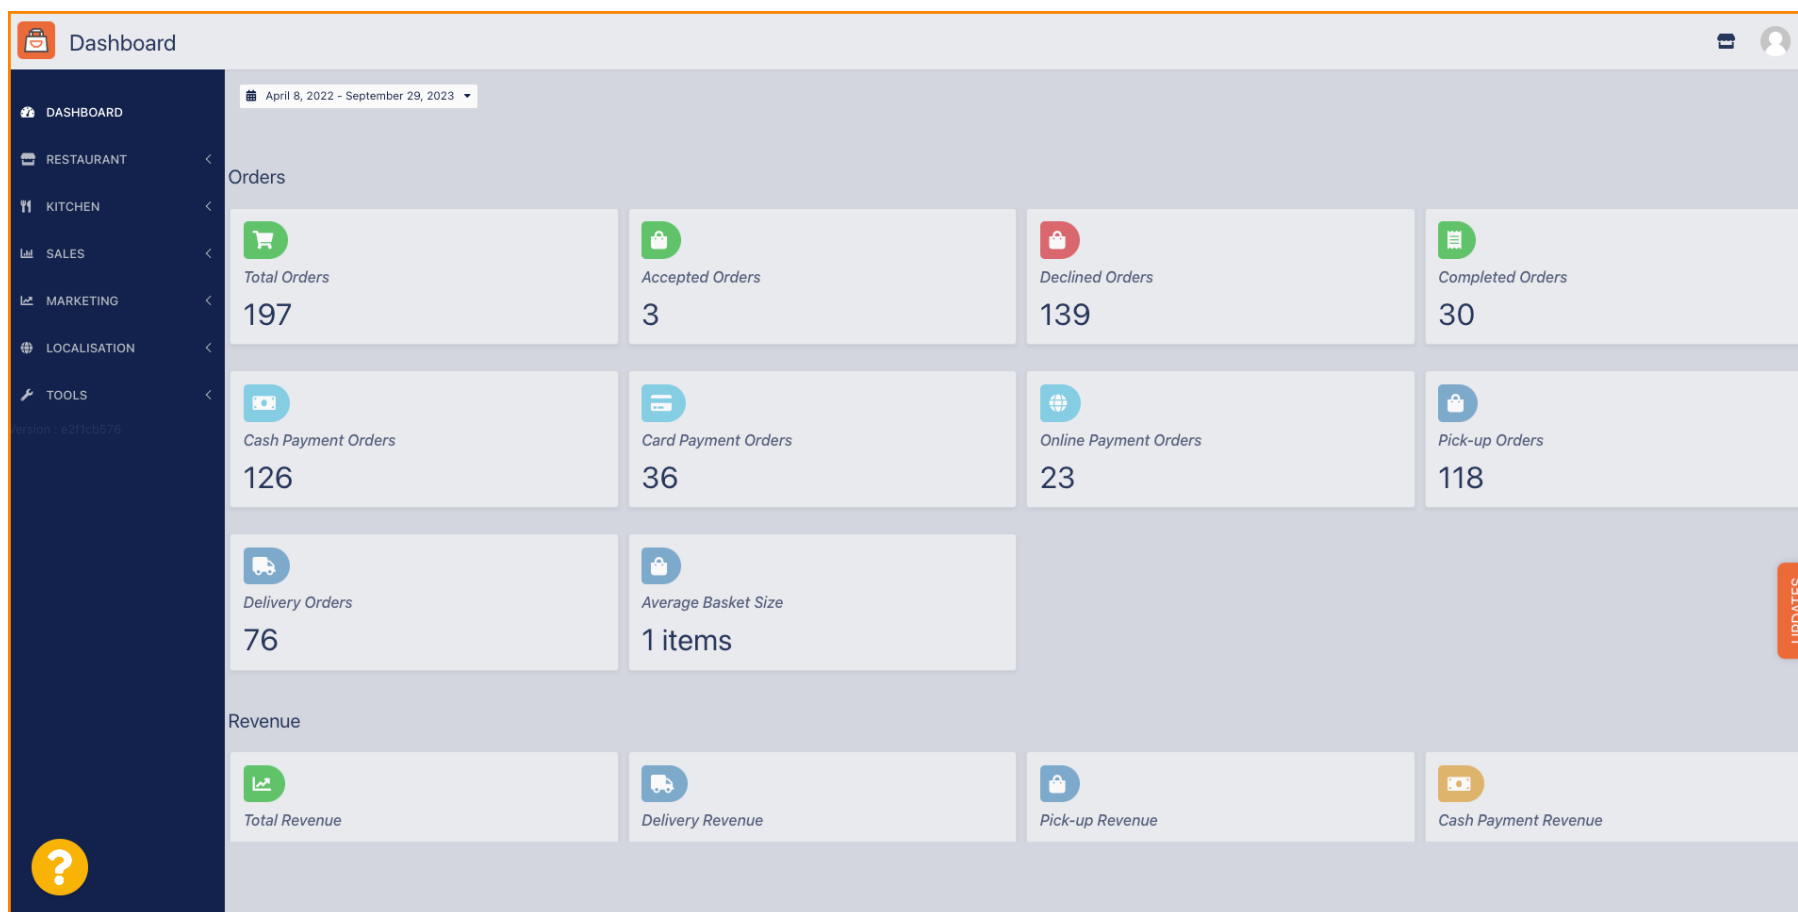 Dashboard
April 8, 2022 - September 29, 2023
DASHBOARD
RESTAURANT
KITCHEN
SALES
MARKETING
LOCALISATION
TOOLS
Version : e2f1cb576
Orders
Total Orders
197
Accepted Orders
3
Declined Orders
139
Completed Orders
30
Cash Payment Orders
126
Card Payment Orders
36
Online Payment Orders
23
Pick-up Orders
118
Delivery Orders
76
Average Basket Size
1 items
UPDATES
Revenue
Total Revenue
Delivery Revenue
Pick-up Revenue
Cash Payment Revenue
?